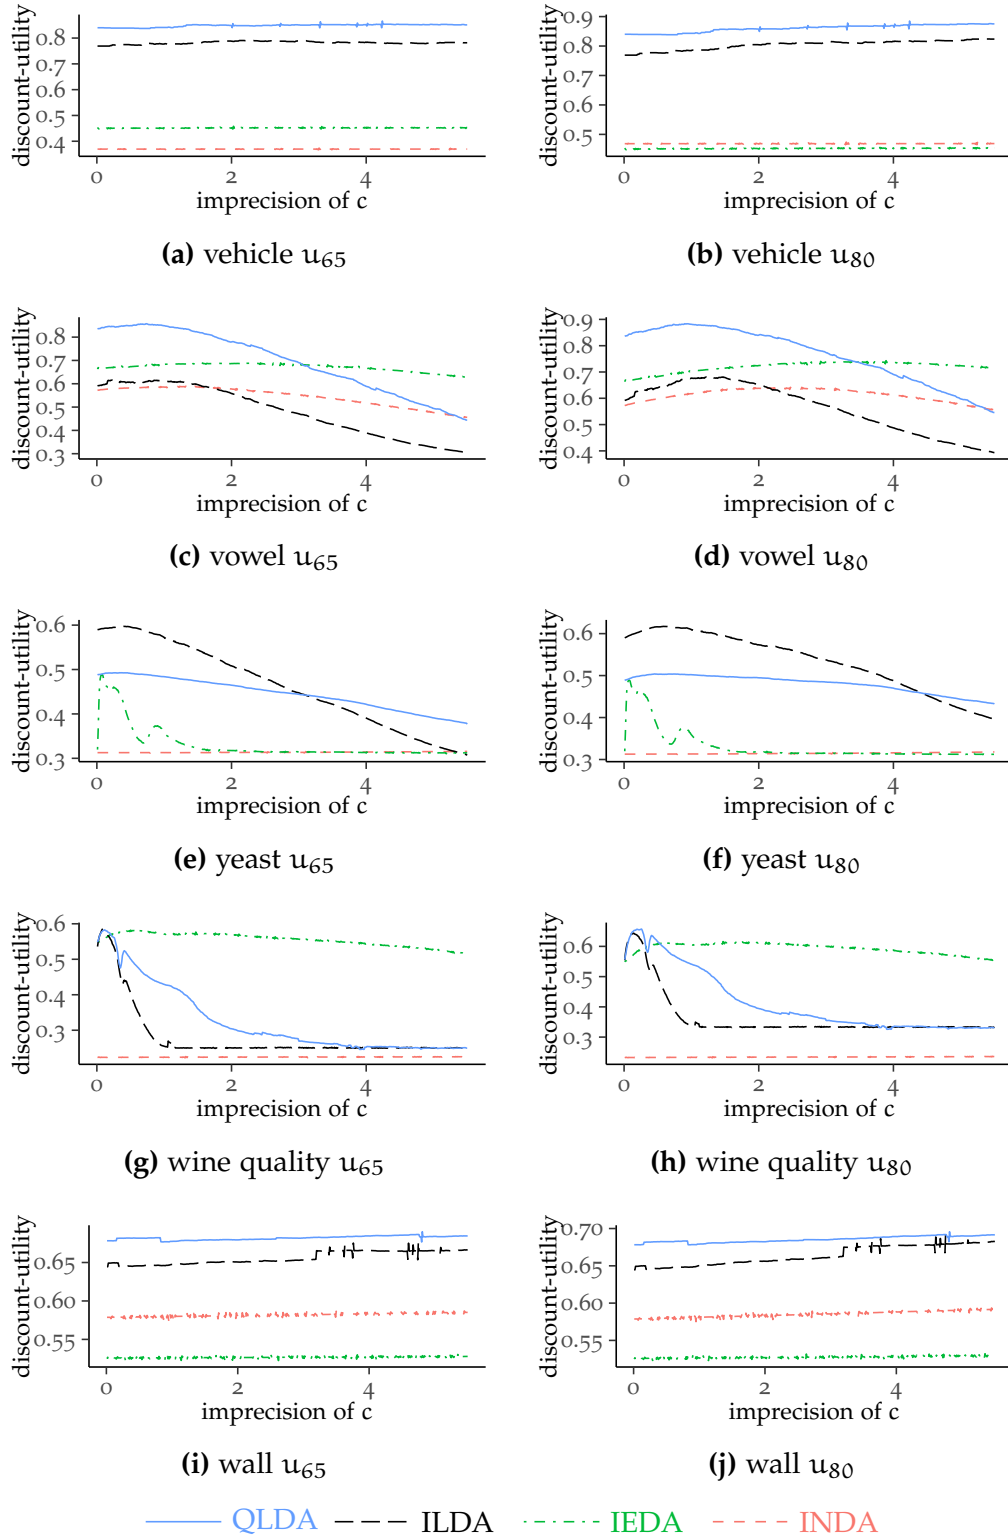 discount-utility
0.8
0.7
0.6
0.5
0.4
0 2 4
imprecision of c
(a) vehicle u65
discount-utility
0.9
0.8
0.7
0.6
0.5
0 2 4
imprecision of c
(b) vehicle u80
discount-utility
0.8
0.7
0.6
0.5
0.4
0.3
0 2 4
imprecision of c
(c) vowel u65
discount-utility
0.9
0.8
0.7
0.6
0.5
0.4
0 2 4
imprecision of c
(d) vowel u80
discount-utility
0.6
0.5
0.4
0.3
0 2 4
imprecision of c
(e) yeast u65
discount-utility
0.6
0.5
0.4
0.3
0 2 4
imprecision of c
(f) yeast u80
discount-utility
0.6
0.5
0.4
0.3
0 2 4
imprecision of c
(g) wine quality u65
discount-utility
0.6
0.5
0.4
0.3
0 2 4
imprecision of c
(h) wine quality u80
discount-utility
0.65
0.60
0.55
0 2 4
imprecision of c
(i) wall u65
discount-utility
0.70
0.65
0.60
0.55
0 2 4
imprecision of c
(j) wall u80
QLDA ILDA IEDA INDA